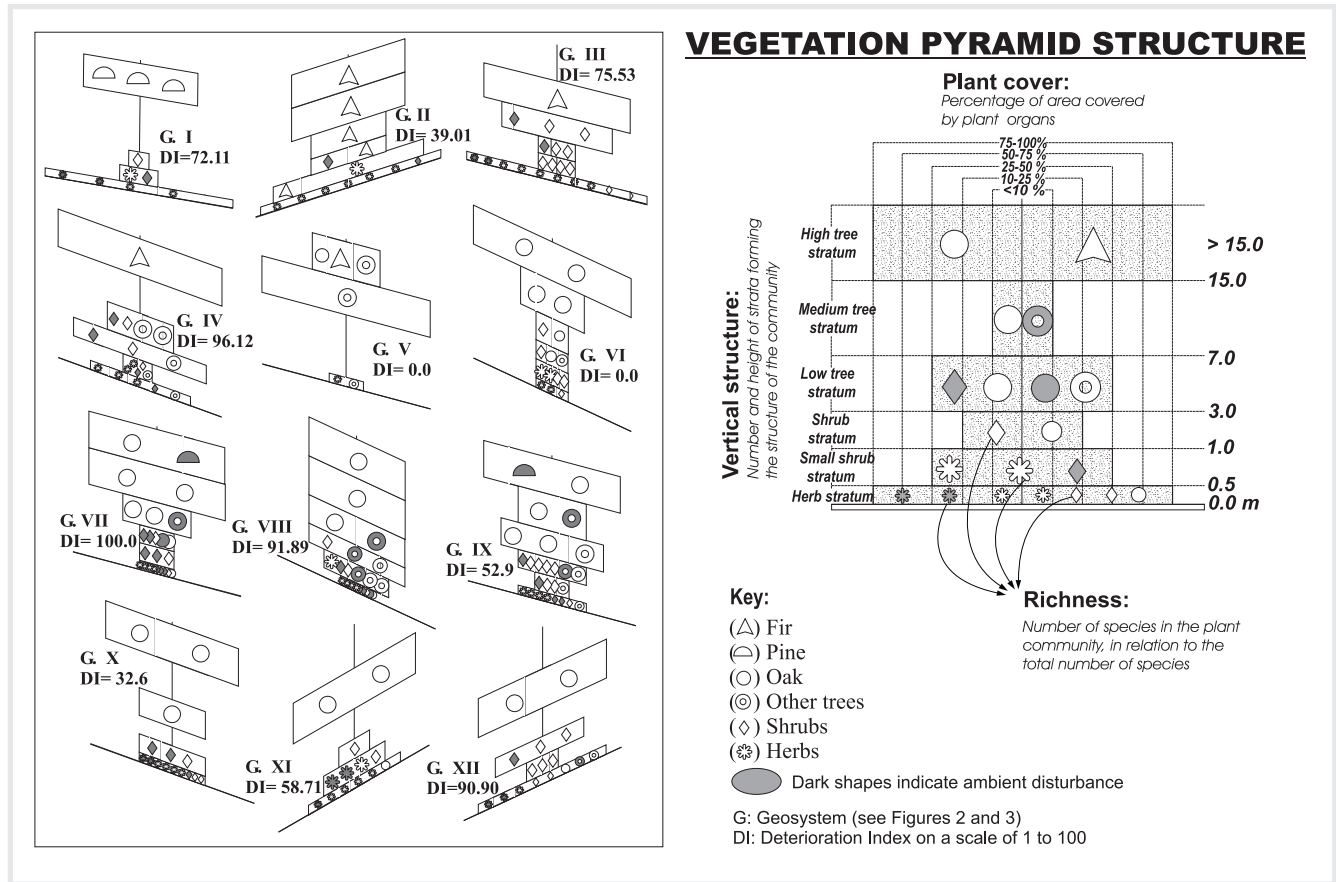 G. I
DI=72.11
G. II
DI= 39.01
G. III
DI= 75.53
G. IV
DI= 96.12
G. V
DI= 0.0
G. VI
DI= 0.0
G. VII
DI= 100.0
G. VIII
DI= 91.89
G. IX
DI= 52.9
G. X
DI= 32.6
G. XI
DI= 58.71
G. XII
DI=90.90
VEGETATION PYRAMID STRUCTURE
Plant cover:
Percentage of area covered
by plant organs
75-100%
50-75 %
25-50 %
10-25 %
<10 %
Vertical structure:
Number and height of strata forming
the structure of the community
High tree
stratum
Medium tree
stratum
Low tree
stratum
Shrub
stratum
Small shrub
stratum
Herb stratum
> 15.0
15.0
7.0
3.0
1.0
0.5
0.0 m
Richness:
Number of species in the plant
community, in relation to the
total number of species
Key:
( ) Fir
( ) Pine
( ) Oak
( ) Other trees
( ) Shrubs
( ) Herbs
Dark shapes indicate ambient disturbance
G: Geosystem (see Figures 2 and 3)
DI: Deterioration Index on a scale of 1 to 100